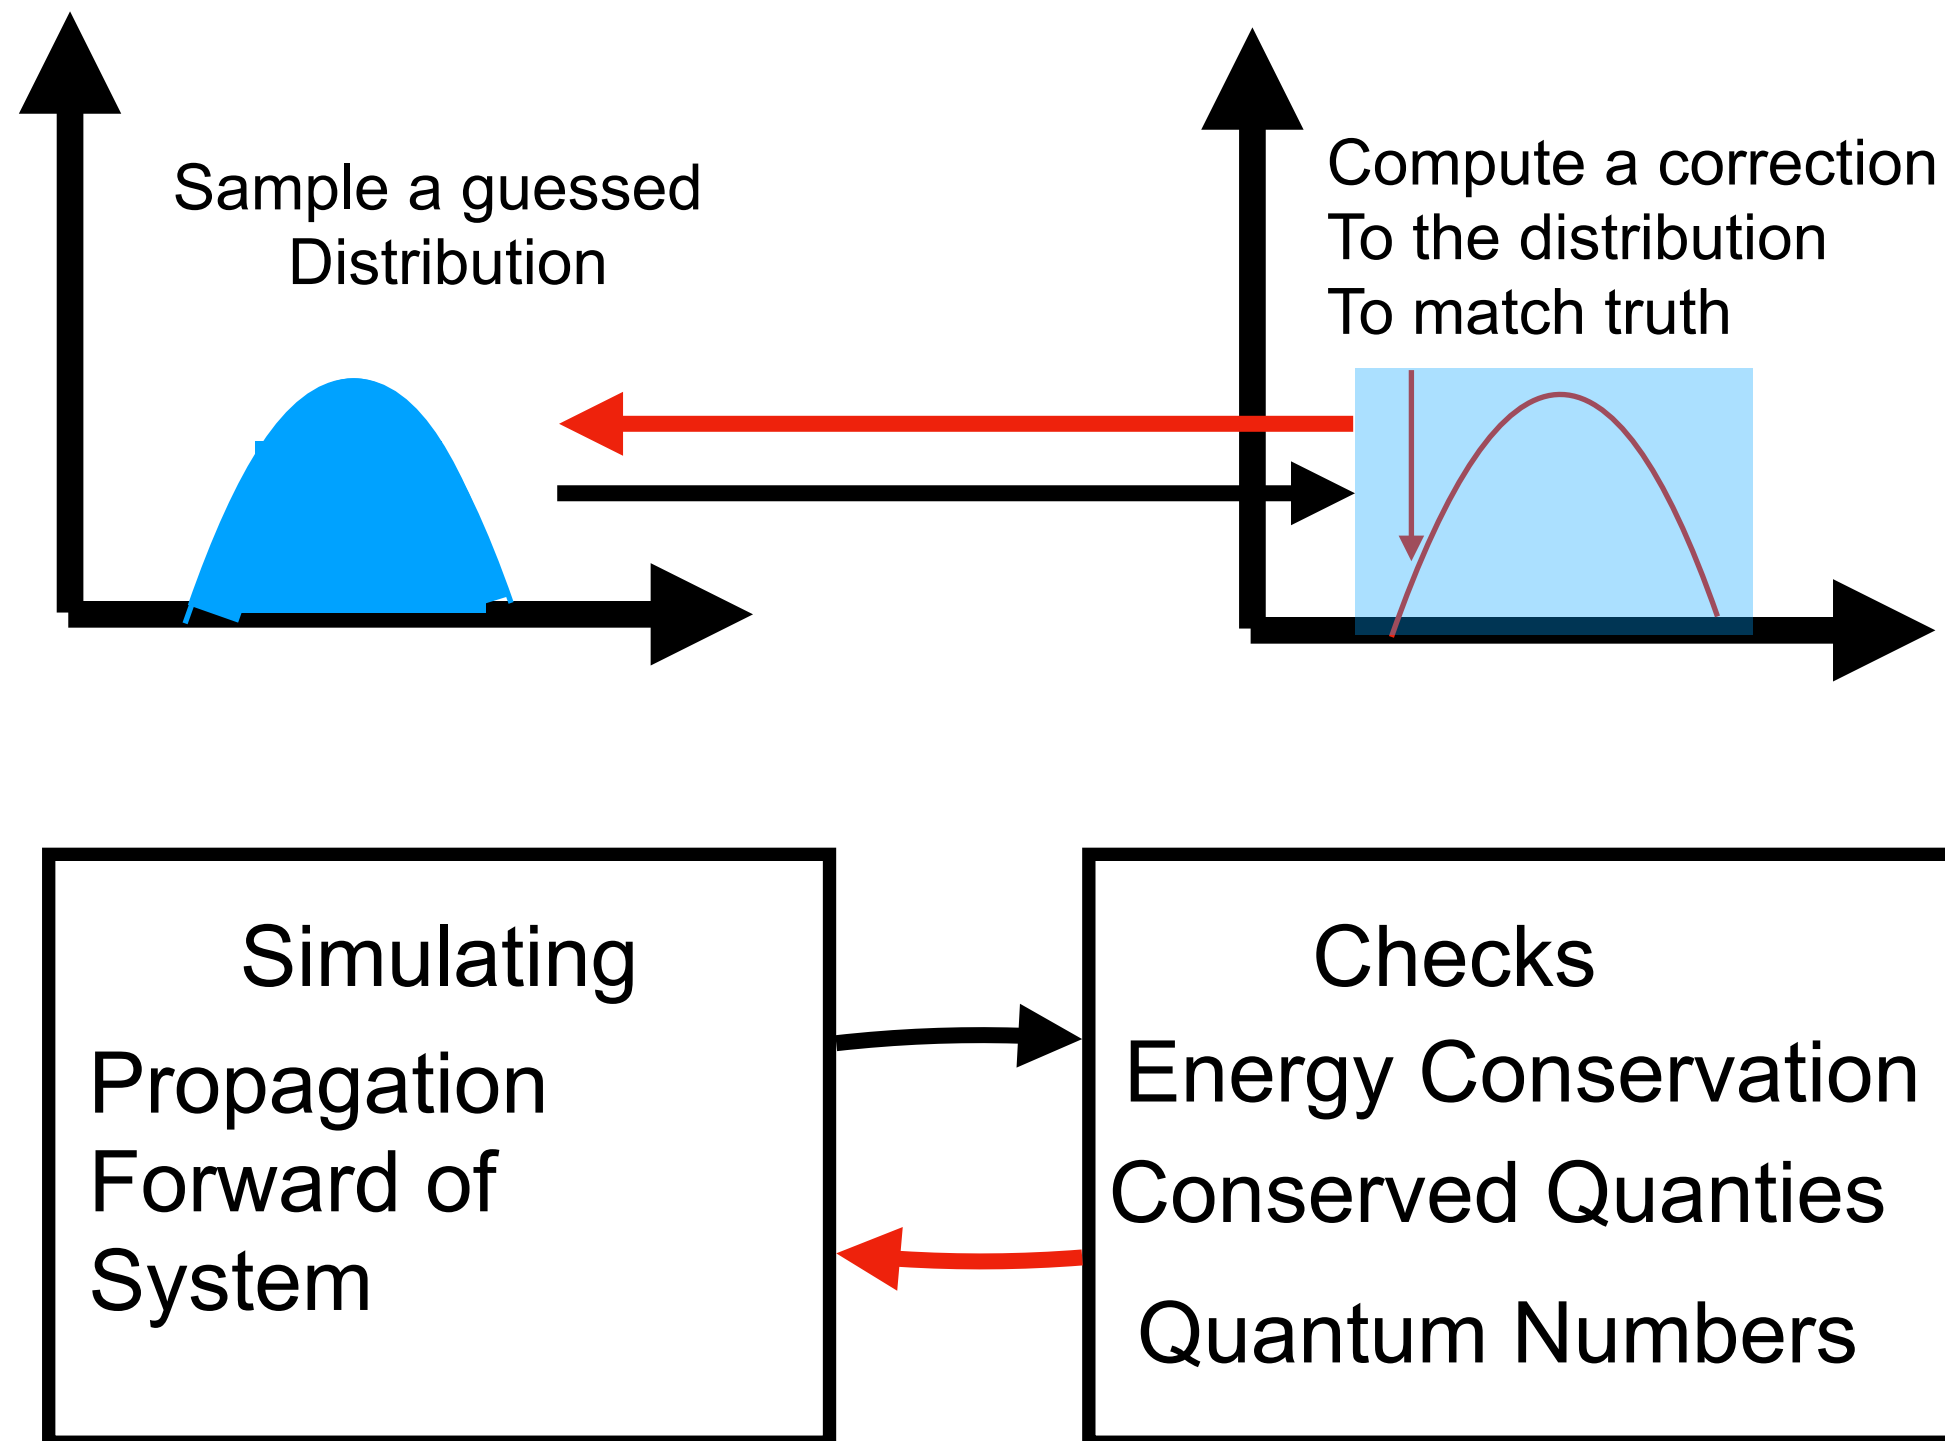 Sample a guessed
Distribution
Compute a correction
To the distribution
To match truth
Simulating
Propagation
Forward of
System
Checks
Energy Conservation
Conserved Quanties
Quantum Numbers